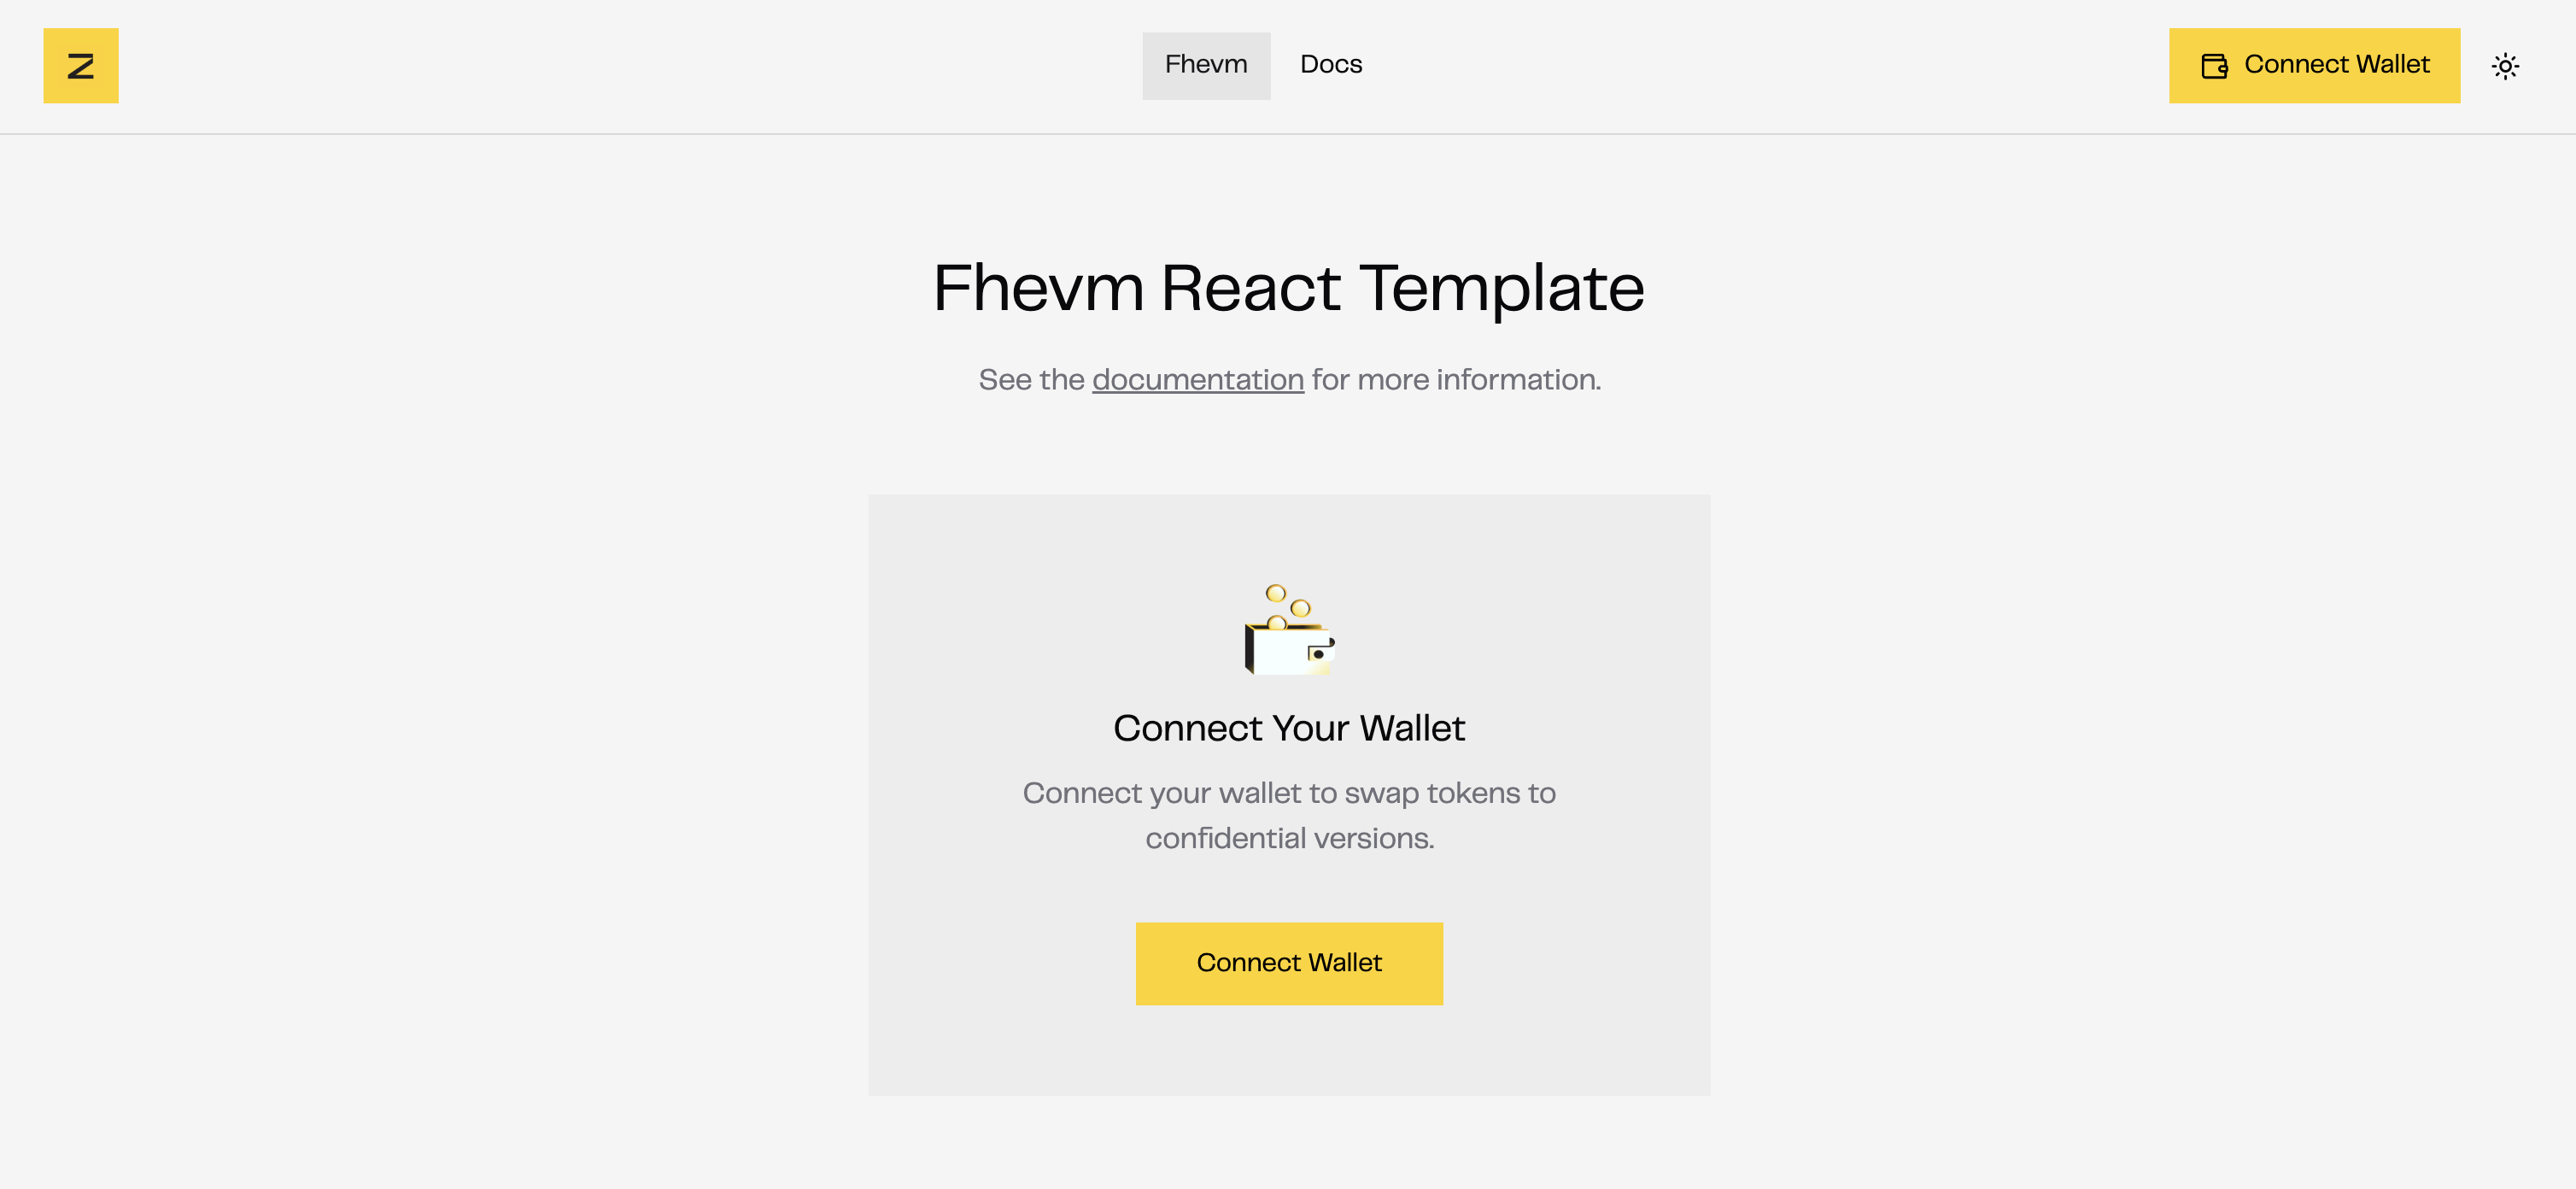 Z
Fhevm
Docs
Connect Wallet
Fhevm React Template
See the documentation for more information.
Connect Your Wallet
Connect your wallet to swap tokens to
confidential versions.
Connect Wallet